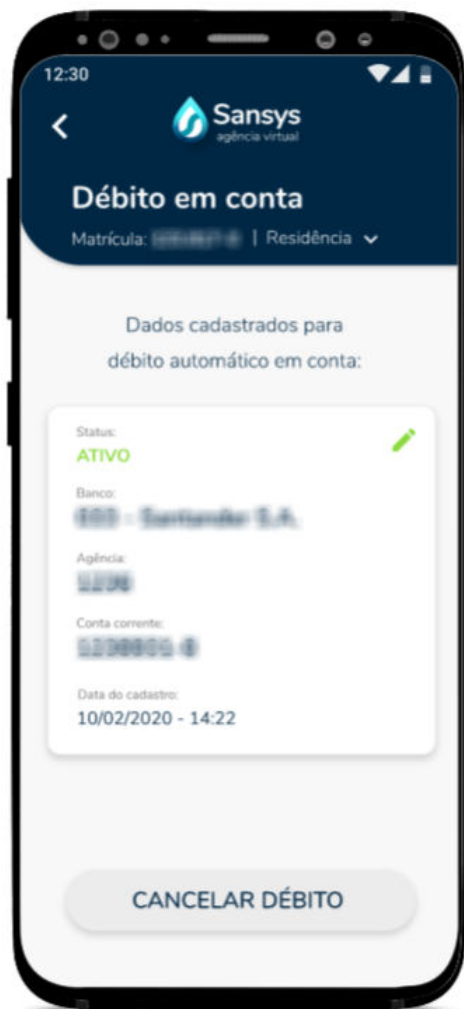 12:30
Sansys
agência virtual
Débito em conta
Matrícula: | Residência
Dados cadastrados para
débito automático em conta:
Status:
ATIVO
Banco:
Agência:
Conta corrente:
Data do cadastro:
10/02/2020 - 14:22
CANCELAR DÉBITO